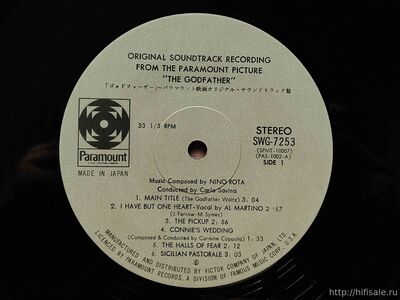 ORIGINAL SOUNDTRACK RECORDING
FROM THE PARAMOUNT PICTURE
"THE GODFATHER"
「ゴッドファーザー」〜パラマウント映画オリジナル・サウンドトラック盤
33 1/3 RPM
STEREO
SWG-7253
(SPMT-10007)
(PAS-1003-A)
SIDE 1
Paramount
MADE IN JAPAN
Music Composed by NINO ROTA
Conducted by Carlo Savina
1. MAIN TITLE (The Godfather Waltz) 3:04
2. I HAVE BUT ONE HEART-Vocal by AL MARTINO 2:57
(J. Farrow-M. Symes)
3. THE PICKUP 2:56
4. CONNIE'S WEDDING
(Composed & Conducted by Carmine Coppola) 1:33
5. THE HALLS OF FEAR 2:12
6. SICILIAN PASTORALE 3:03
MANUFACTURED AND DISTRIBUTED BY VICTOR COMPANY OF JAPAN, LTD.
LICENCED BY PARAMOUNT RECORDS, A DIVISION OF FAMOUS MUSIC CORP. U.S.A.
http://hifisale.ru